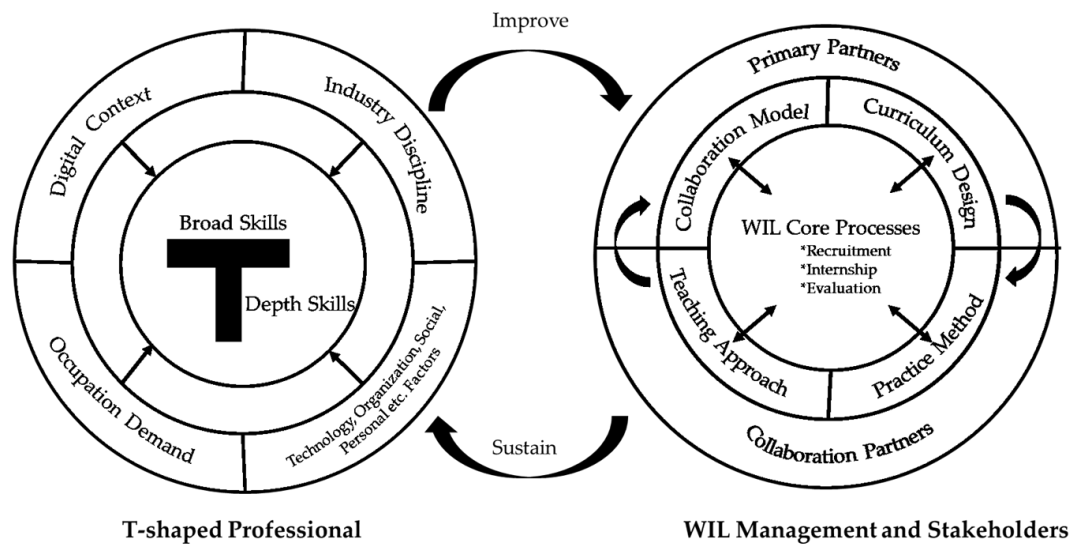 Improve
Digital Context
Industry Discipline
Broad Skills
T
Depth Skills
Occupation Demand
Technology, Organization, Social,
Personal etc. Factors
Primary Partners
Collaboration Model
Curriculum Design
WIL Core Processes
*Recruitment
*Internship
*Evaluation
Teaching Approach
Practice Method
Collaboration Partners
Sustain
T-shaped Professional
WIL Management and Stakeholders